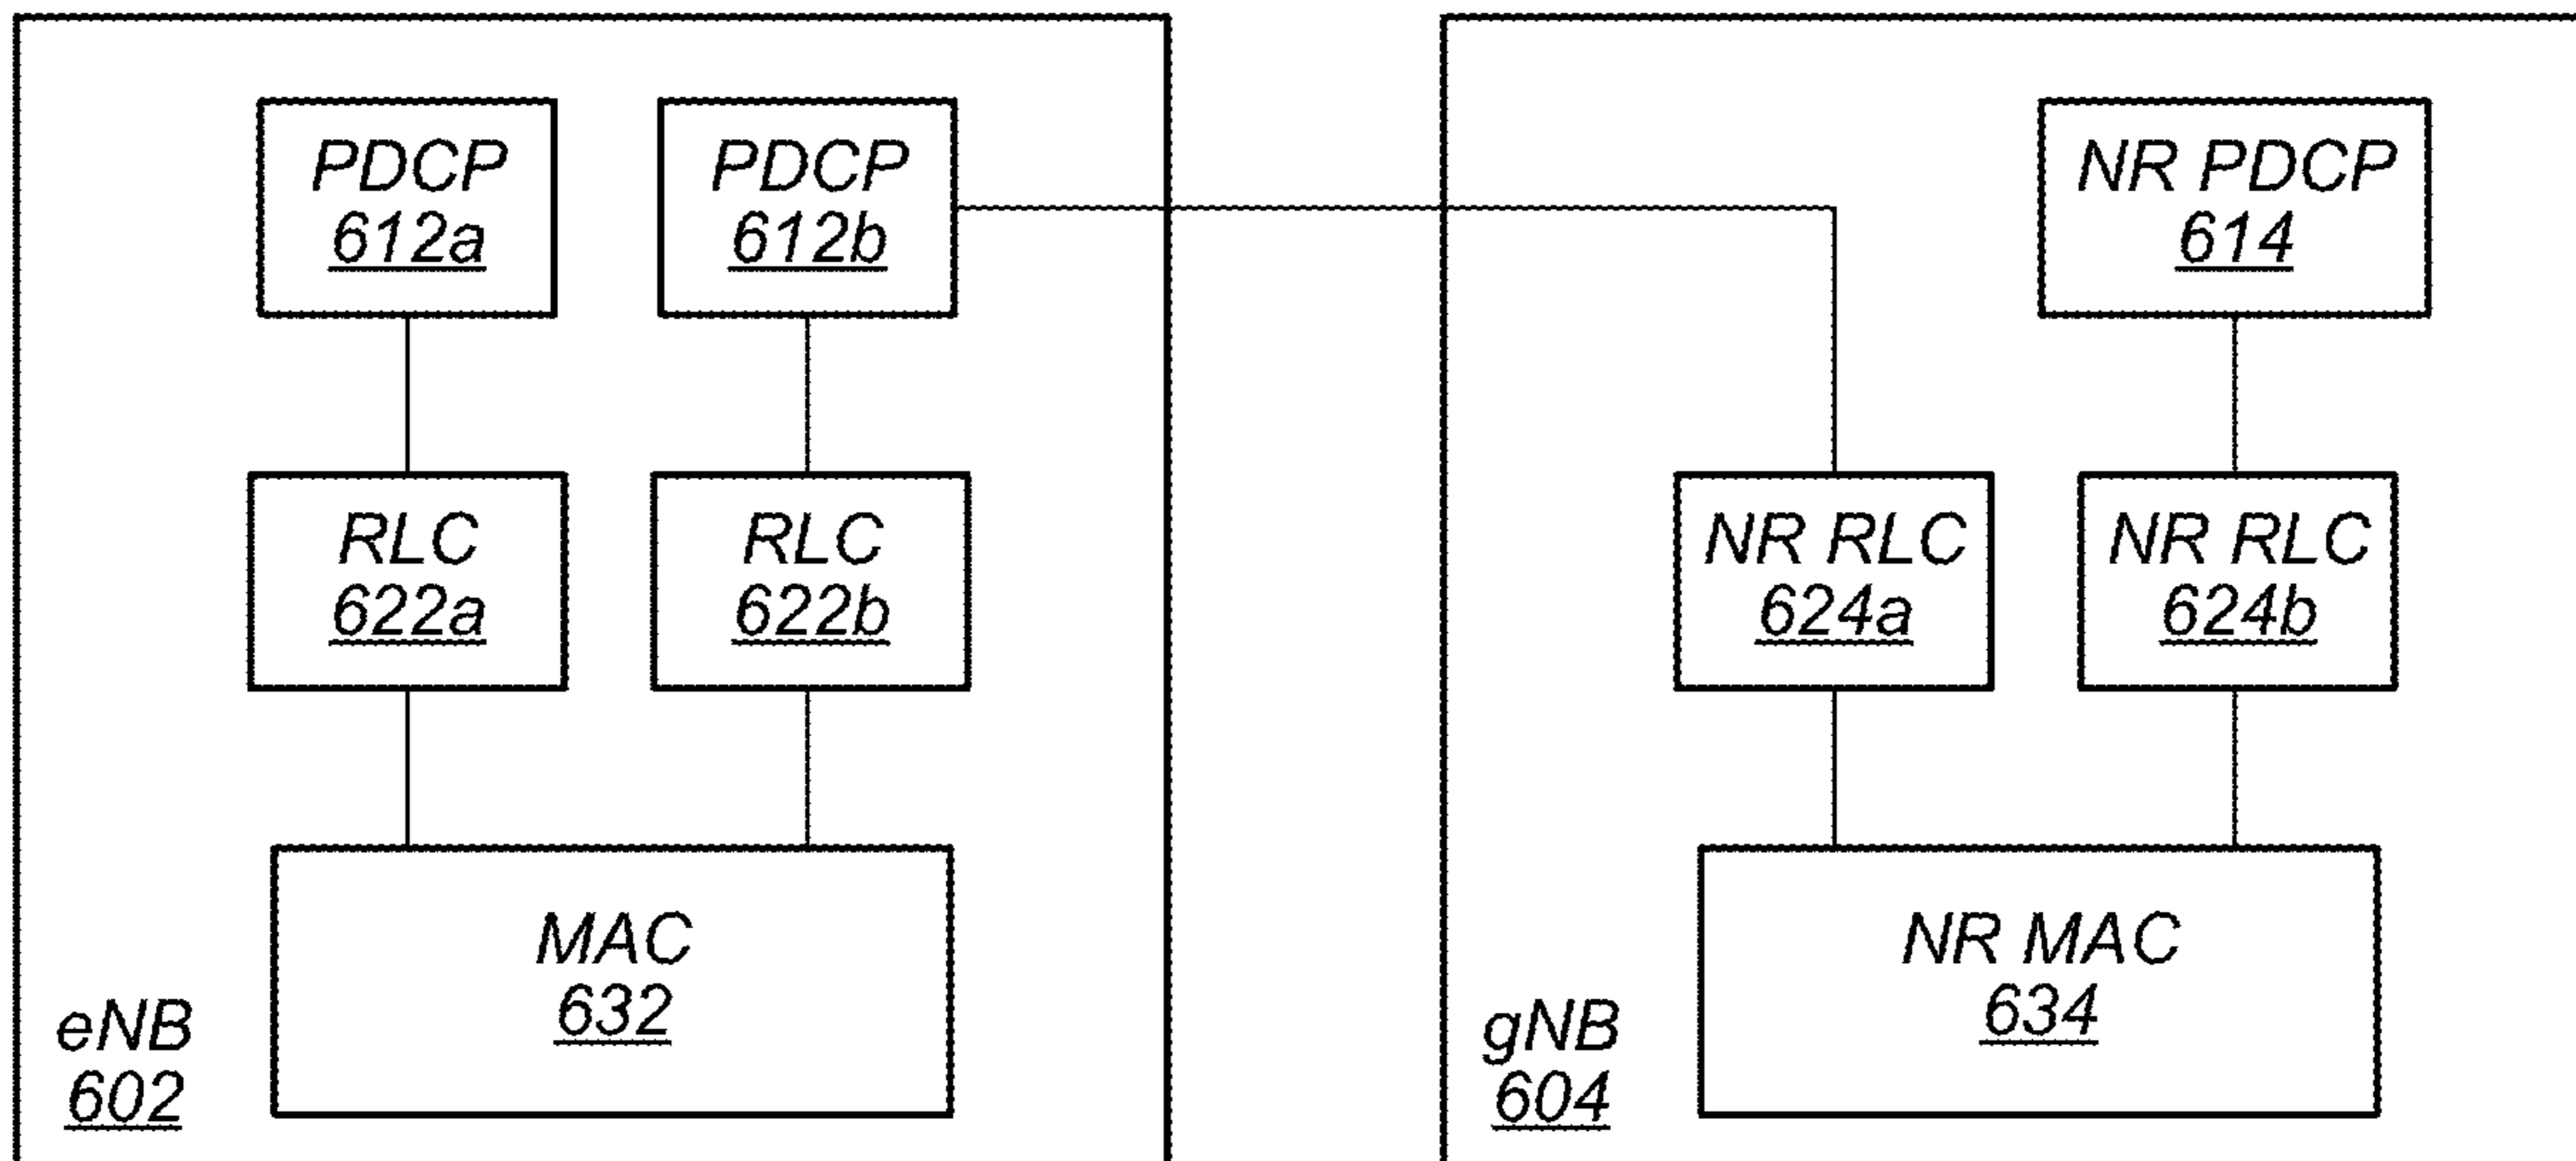 PDCP
612a
PDCP
612b
NR PDCP
614
RLC
622a
RLC
622b
NR RLC
624a
NR RLC
624b
MAC
632
eNB
602
NR MAC
634
gNB
604